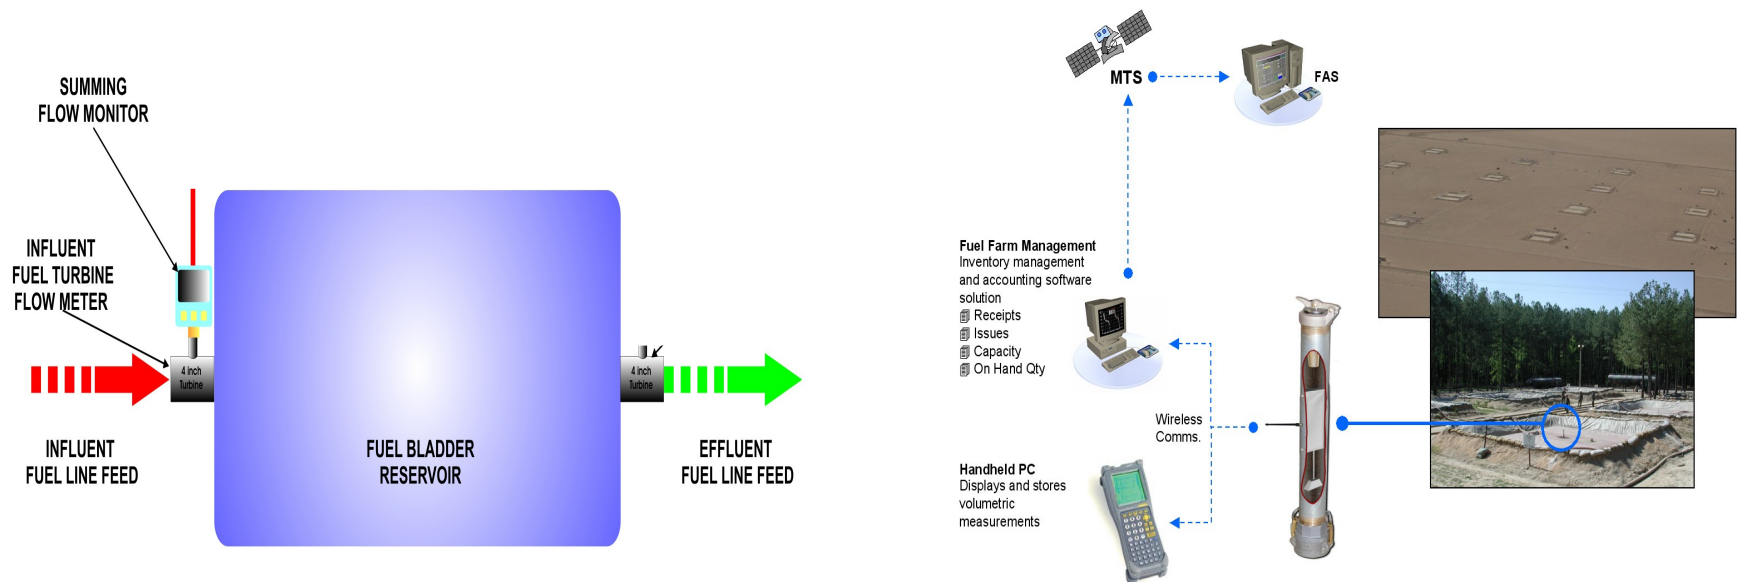 SUMMING
FLOW MONITOR
INFLUENT
FUEL TURBINE
FLOW METER
4 inch
Turbine
4 inch
Turbine
INFLUENT
FUEL LINE FEED
FUEL BLADDER
RESERVOIR
EFFLUENT
FUEL LINE FEED
MTS
FAS
Fuel Farm Management
Inventory management
and accounting software
solution
Receipts
Issues
Capacity
On Hand Qty
Wireless
Comms.
Handheld PC
Displays and stores
volumetric
measurements